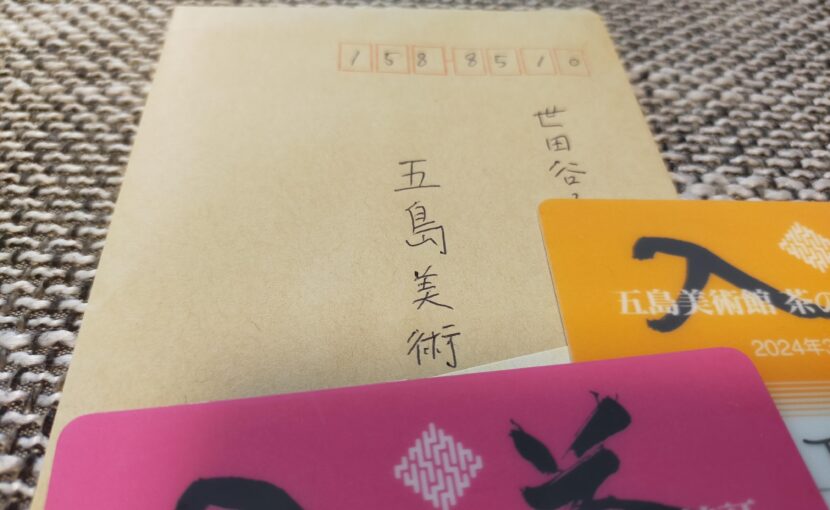 158 8510
世田谷
五島美術
入
五島美術館 茶の
2024年